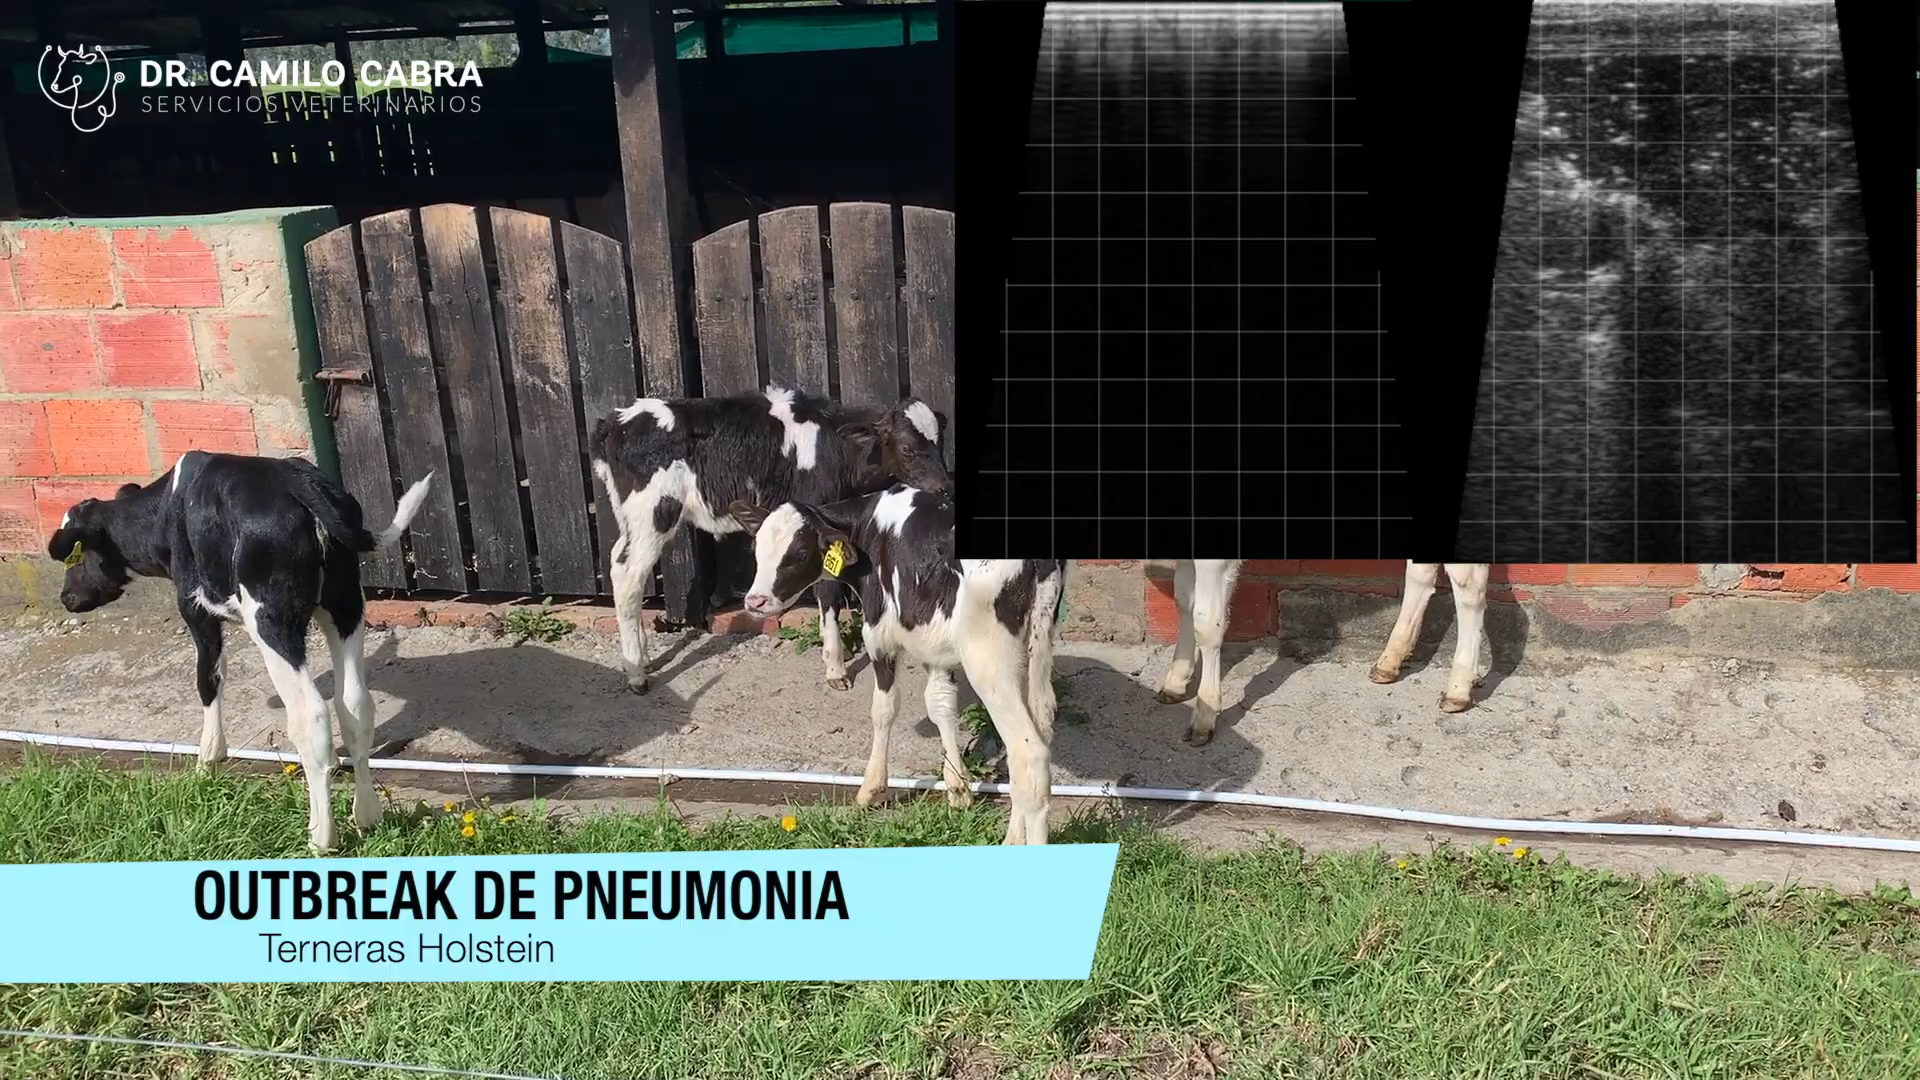 DR. CAMILO CABRA
SERVICIOS VETERINARIOS
OUTBREAK DE PNEUMONIA
Terneras Holstein